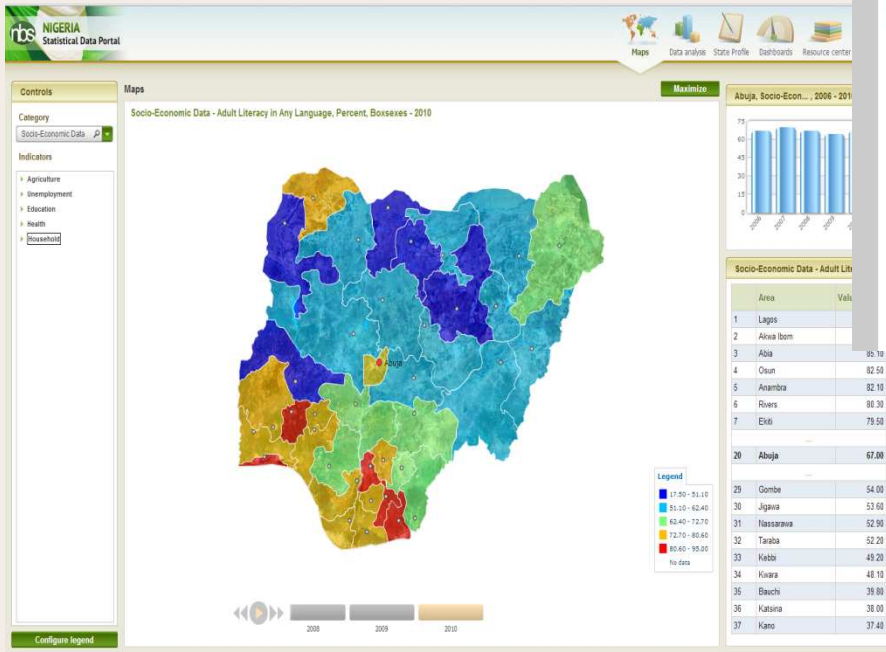 nbs NIGERIA
Statistical Data Portal
Maps Data analysis State Profile Dashboards Resource center
Controls
Category
Socio-Economic Data
Indicators
Agriculture
Unemployment
Education
Health
Household
Configure legend
Maps
Maximize
Socio-Economic Data - Adult Literacy in Any Language, Percent, Boxsexes - 2010
Abuja
Legend
17.50 - 51.10
51.10 - 62.40
62.40 - 72.70
72.70 - 80.60
80.60 - 95.00
No data
2008 2009 2010
Abuja, Socio-Econ... , 2006 - 201
75
60
45
30
15
0
2006 2007 2008 2009
Socio-Economic Data - Adult Lite
Area Valu
1 Lagos
2 Akwa Ibom
3 Abia 85.10
4 Osun 82.50
5 Anambra 82.10
6 Rivers 80.30
7 Ekiti 79.50
...
20 Abuja 67.00
...
29 Gombe 54.00
30 Jigawa 53.60
31 Nassarawa 52.90
32 Taraba 52.20
33 Kebbi 49.20
34 Kwara 48.10
35 Bauchi 39.80
36 Katsina 38.00
37 Kano 37.40